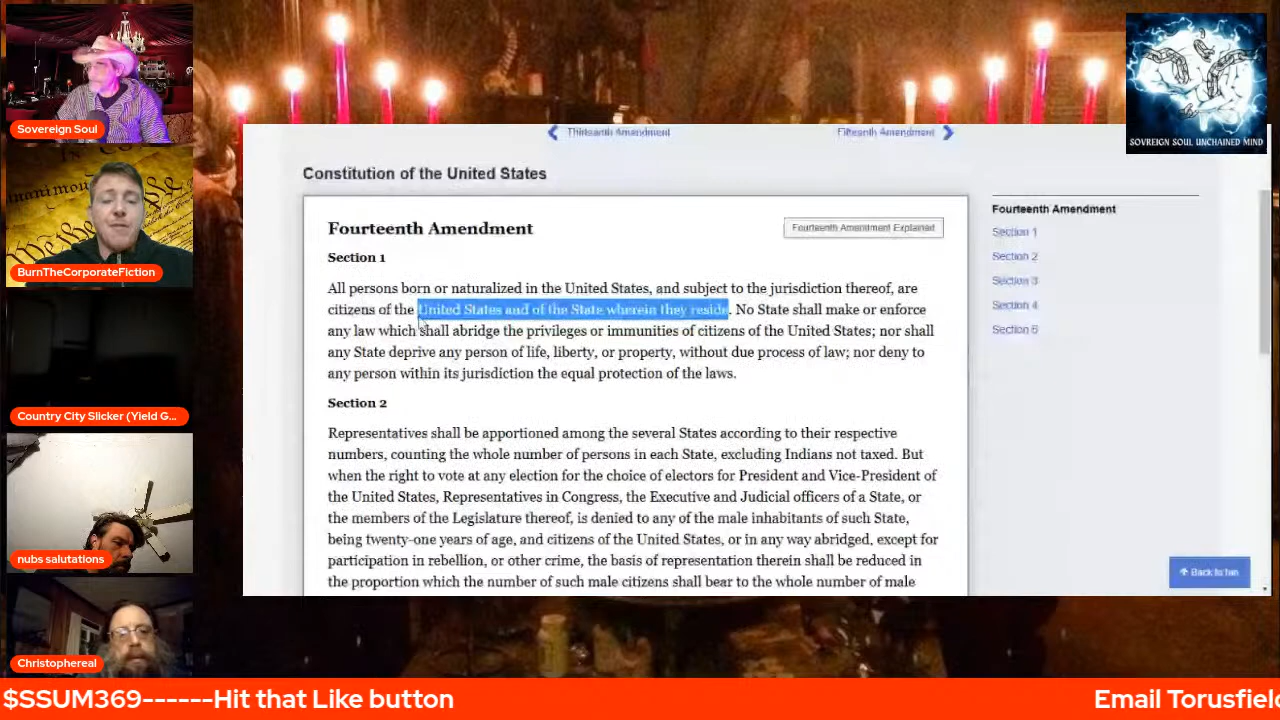 Sovereign Soul
BurnTheCorporateFiction
Country City Slicker (Yield G...
nubs salutations
Christophereal
Thirteenth Amendment
Fifteenth Amendment
Constitution of the United States
Fourteenth Amendment
Fourteenth Amendment Explained
Section 1
All persons born or naturalized in the United States, and subject to the jurisdiction thereof, are
citizens of the United States and of the State wherein they reside. No State shall make or enforce
any law which shall abridge the privileges or immunities of citizens of the United States; nor shall
any State deprive any person of life, liberty, or property, without due process of law; nor deny to
any person within its jurisdiction the equal protection of the laws.
Section 2
Representatives shall be apportioned among the several States according to their respective
numbers, counting the whole number of persons in each State, excluding Indians not taxed. But
when the right to vote at any election for the choice of electors for President and Vice-President of
the United States, Representatives in Congress, the Executive and Judicial officers of a State, or
the members of the Legislature thereof, is denied to any of the male inhabitants of such State,
being twenty-one years of age, and citizens of the United States, or in any way abridged, except for
participation in rebellion, or other crime, the basis of representation therein shall be reduced in
the proportion which the number of such male citizens shall bear to the whole number of male
Fourteenth Amendment
Section 1
Section 2
Section 3
Section 4
Section 5
Back to top
SOVREIGN SOUL UNCHAINED MIND
$SSUM369------Hit that Like button
Email Torusfield